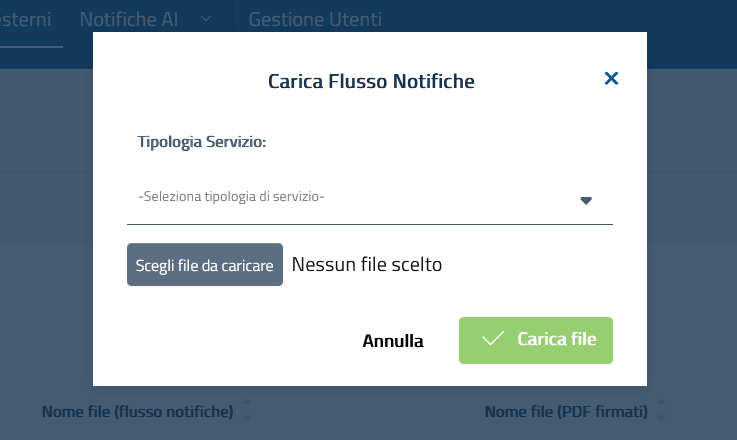 esterni Notifiche AI Gestione Utenti
Carica Flusso Notifiche
Tipologia Servizio:
-Seleziona tipologia di servizio-
Scegli file da caricare Nessun file scelto
Annulla Carica file
Nome file (flusso notifiche) Nome file (PDF firmati)